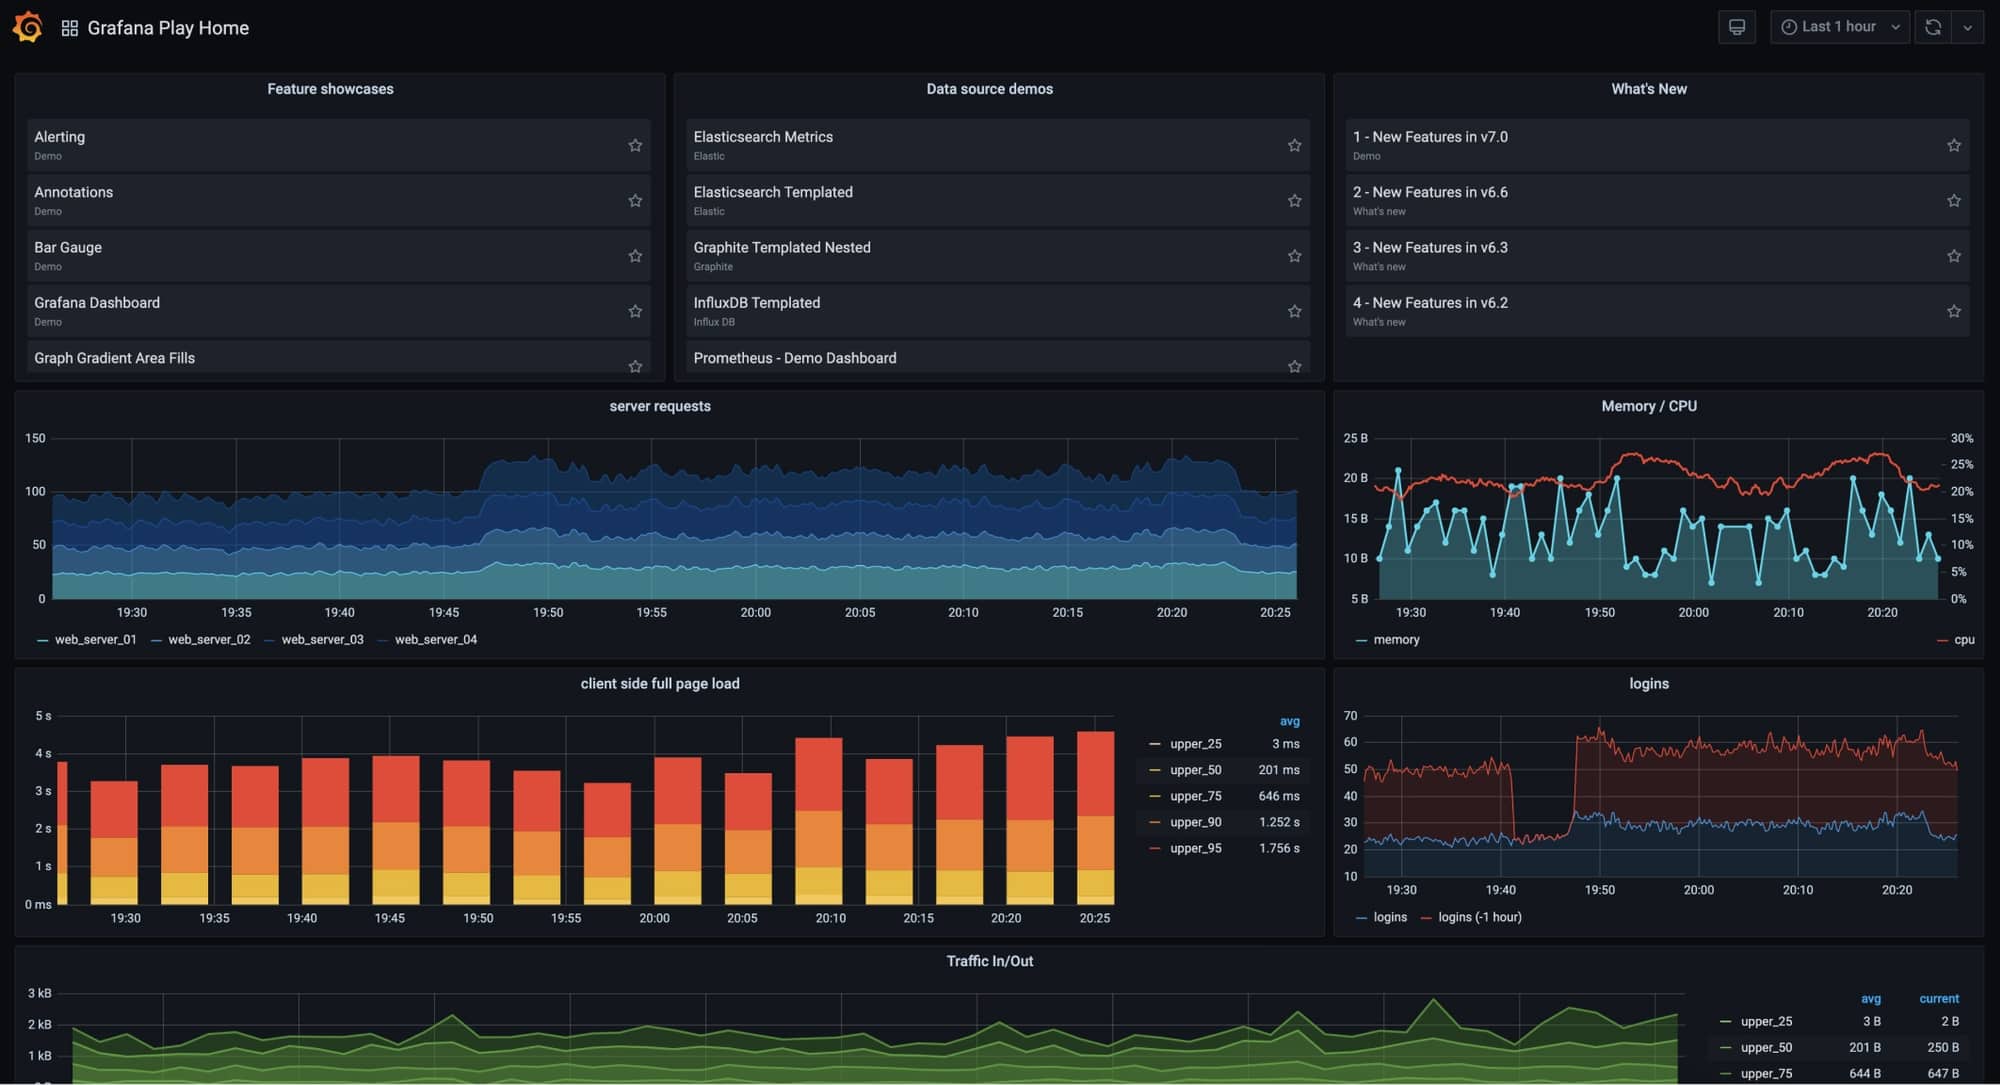 Grafana Play Home
Last 1 hour
Feature showcases
Alerting
Demo
Annotations
Demo
Bar Gauge
Demo
Grafana Dashboard
Demo
Graph Gradient Area Fills
Data source demos
Elasticsearch Metrics
Elastic
Elasticsearch Templated
Elastic
Graphite Templated Nested
Graphite
InfluxDB Templated
Influx DB
Prometheus - Demo Dashboard
What's New
1 - New Features in v7.0
Demo
2 - New Features in v6.6
What's new
3 - New Features in v6.3
What's new
4 - New Features in v6.2
What's new
server requests
150
100
50
0
19:30 19:35 19:40 19:45 19:50 19:55 20:00 20:05 20:10 20:15 20:20 20:25
web_server_01 web_server_02 web_server_03 web_server_04
Memory / CPU
25 B 30%
25%
20 B 20%
15 B 15%
10 B 10%
5%
5 B 0%
19:30 19:40 19:50 20:00 20:10 20:20
memory cpu
client side full page load
5 s
4 s
3 s
2 s
1 s
0 ms
19:30 19:35 19:40 19:45 19:50 19:55 20:00 20:05 20:10 20:15 20:20 20:25
avg
upper_25 3 ms
upper_50 201 ms
upper_75 646 ms
upper_90 1.252 s
upper_95 1.756 s
logins
70
60
50
40
30
20
10
19:30 19:40 19:50 20:00 20:10 20:20
logins logins (-1 hour)
Traffic In/Out
3 kB
2 kB
1 kB
avg current
upper_25 3 B 2 B
upper_50 201 B 250 B
upper_75 644 B 647 B